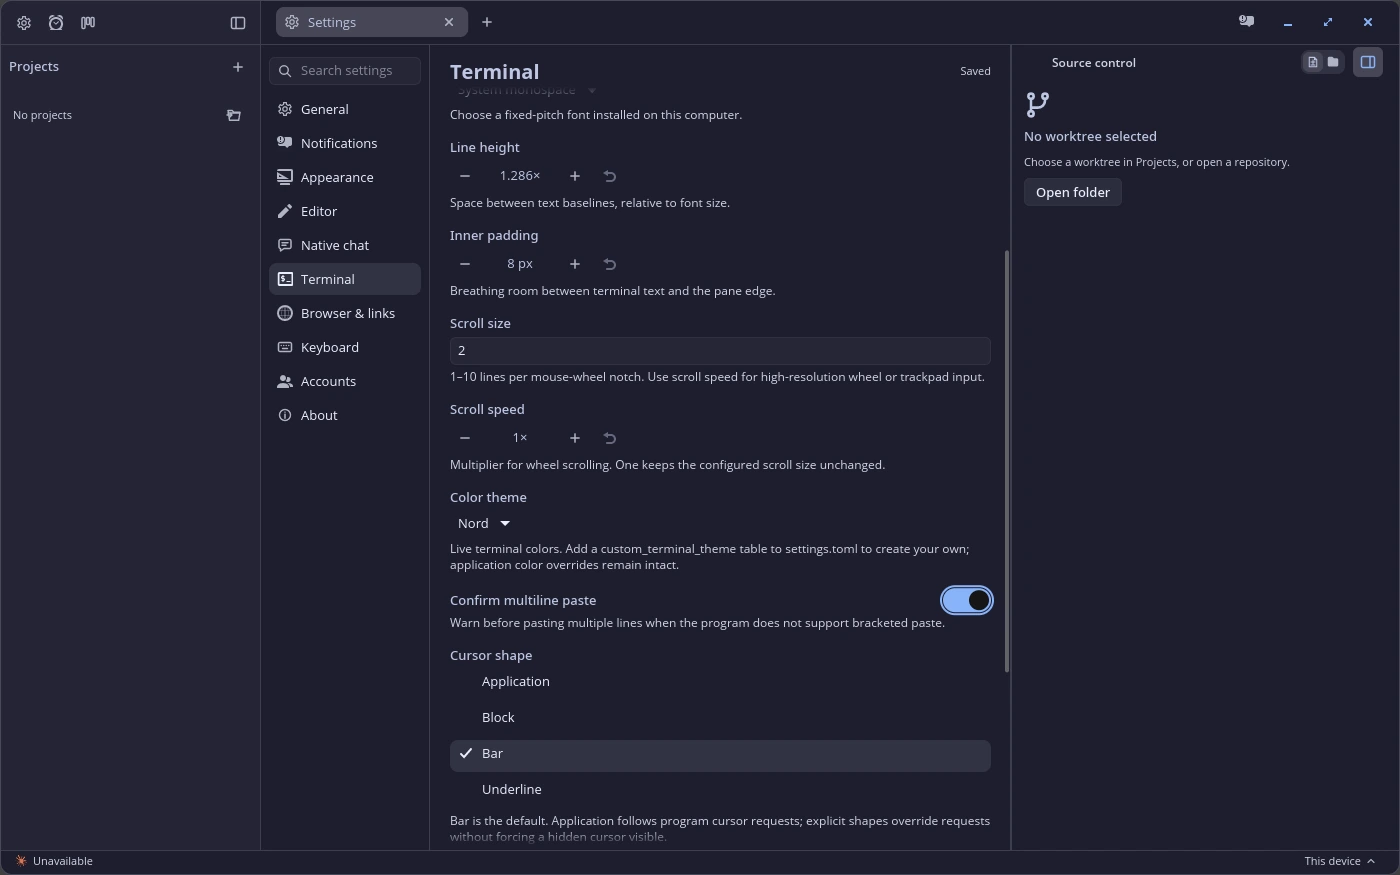 Settings
Projects
No projects
Search settings
General
Notifications
Appearance
Editor
Native chat
Terminal
Browser & links
Keyboard
Accounts
About
Terminal
Saved
System monospace
Choose a fixed-pitch font installed on this computer.
Line height
1.286×
Space between text baselines, relative to font size.
Inner padding
8 px
Breathing room between terminal text and the pane edge.
Scroll size
2
1–10 lines per mouse-wheel notch. Use scroll speed for high-resolution wheel or trackpad input.
Scroll speed
1×
Multiplier for wheel scrolling. One keeps the configured scroll size unchanged.
Color theme
Nord
Live terminal colors. Add a custom_terminal_theme table to settings.toml to create your own;
application color overrides remain intact.
Confirm multiline paste
Warn before pasting multiple lines when the program does not support bracketed paste.
Cursor shape
Application
Block
Bar
Underline
Bar is the default. Application follows program cursor requests; explicit shapes override requests
without forcing a hidden cursor visible.
Source control
No worktree selected
Choose a worktree in Projects, or open a repository.
Open folder
Unavailable
This device